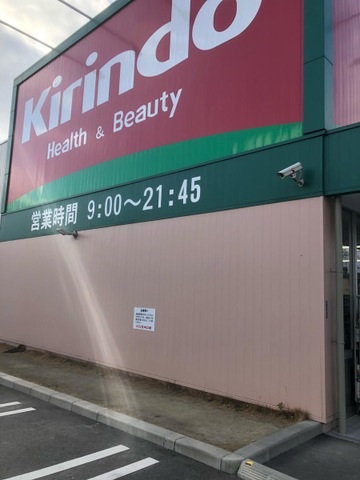 Kirindo
Health & Beauty
営業時間 9:00～21:45